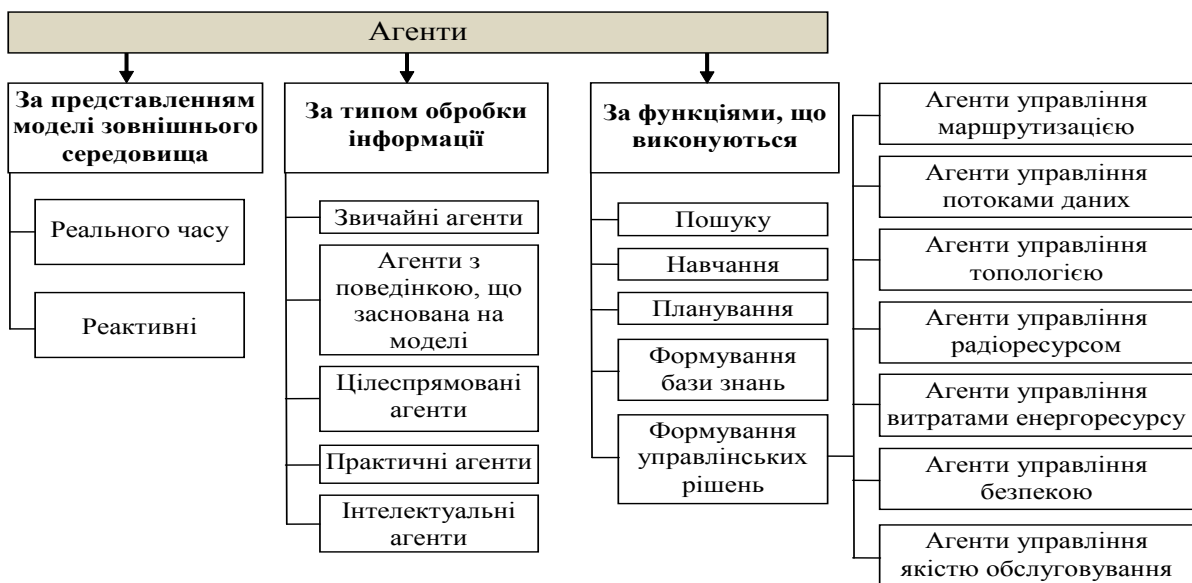 Агенти
За представленням
моделі зовнішнього
середовища
Реального часу
Реактивні
За типом обробки
інформації
Звичайні агенти
Агенти з
поведінкою, що
заснована на
моделі
Цілеспрямовані
агенти
Практичні агенти
Інтелектуальні
агенти
За функціями, що
виконуються
Пошуку
Навчання
Планування
Формування
бази знань
Формування
управлінських
рішень
Агенти управління
маршрутизацією
Агенти управління
потоками даних
Агенти управління
топологією
Агенти управління
радіоресурсом
Агенти управління
витратами енергоресурсу
Агенти управління
безпекою
Агенти управління
якістю обслуговування